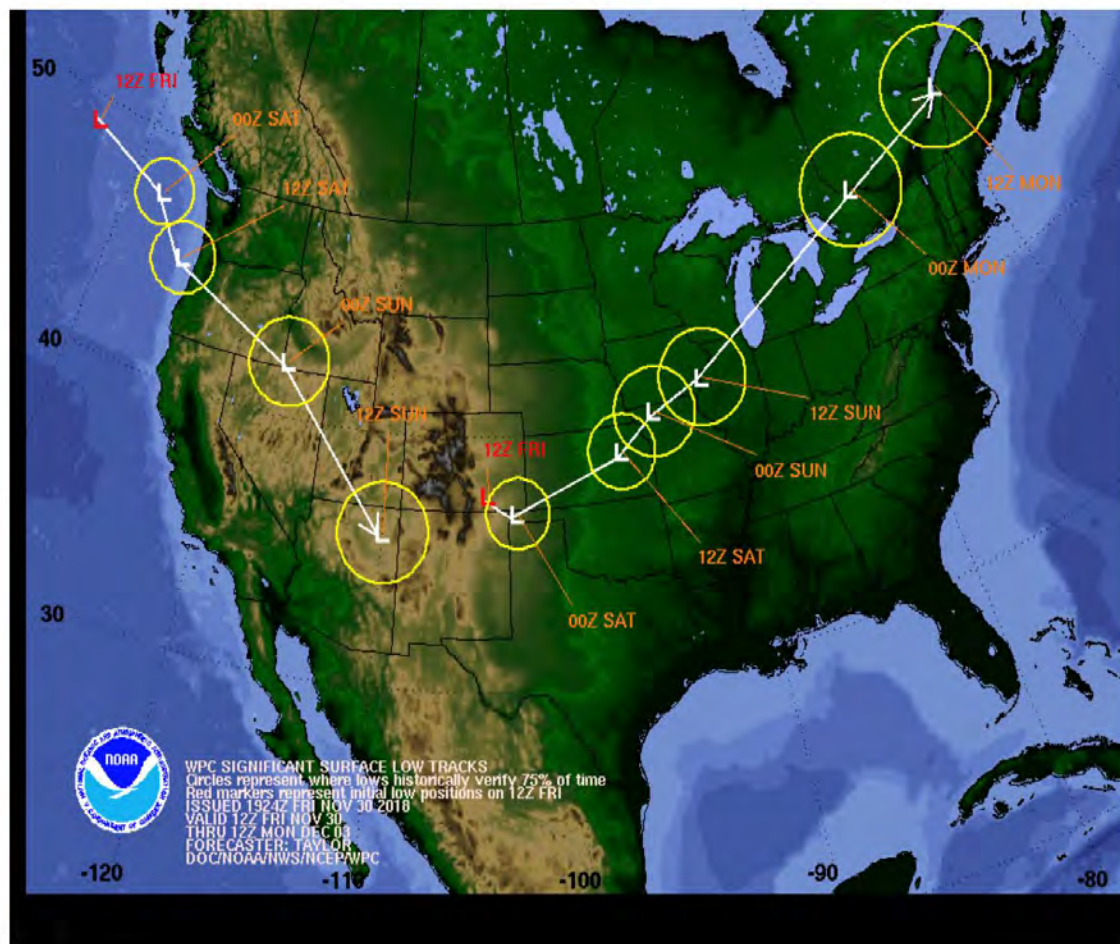 50
12Z FRI
00Z SAT
12Z SAT
12Z MON
00Z MON
00Z SUN
40
12Z SUN
12Z SUN
12Z FRI
00Z SUN
12Z SAT
30
00Z SAT
NOAA
WPC SIGNIFICANT SURFACE LOW TRACKS
Circles represent where lows historically verify 75% of time
Red markers represent initial low positions on 12Z FRI
ISSUED 1924Z FRI NOV 30 2018
VALID 12Z FRI NOV 30
THRU 12Z MON DEC 03
FORECASTER: TAYLOR
DOC/NOAA/NWS/NCEP/WPC
-120
-110
-100
-90
-80